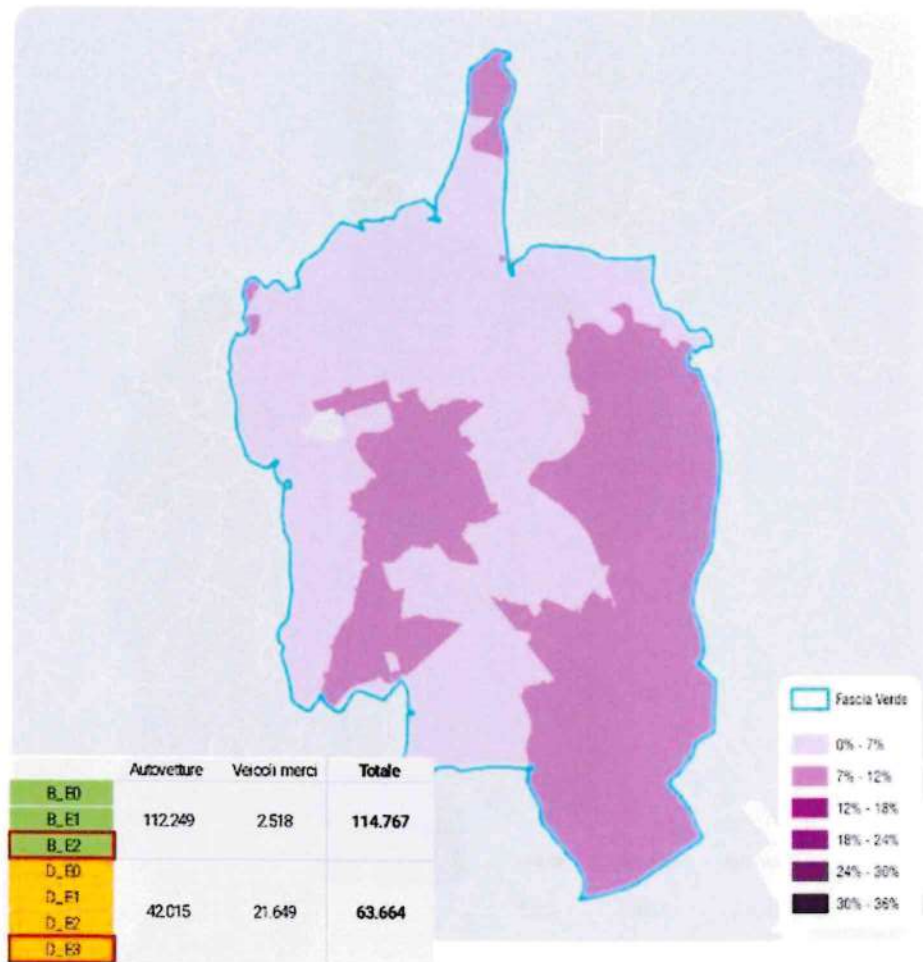 Fascia Verde
0% - 7%
7% - 12%
12% - 18%
18% - 24%
24% - 30%
30% - 36%
Autovetture Veicoli merci Totale
B_E0
B_E1 112.249 2.518 114.767
B_E2
D_E0
D_E1
42.015 21.649 63.664
D_E2
D_E3